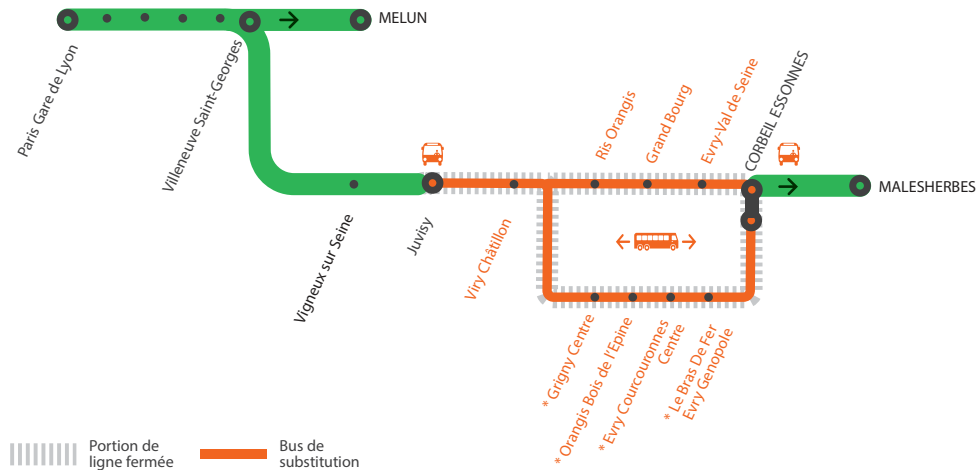 MELUN
Paris Gare de Lyon
Villeneuve Saint-Georges
Ris Orangis
Grand Bourg
Evry-Val de Seine
CORBEIL ESSONNES
MALESHERBES
Vigneux sur Seine
Juvisy
Viry Châtillon
* Grigny Centre
* Orangis Bois de l'Epine
* Evry Courcouronnes
Centre
* Le Bras De Fer
Evry Genopole
Portion de
ligne fermée
Bus de
substitution